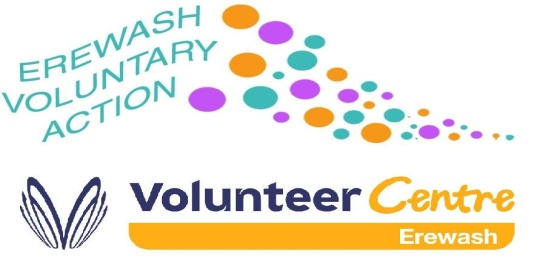 EREWASH
VOLUNTARY
ACTION
Volunteer Centre
Erewash